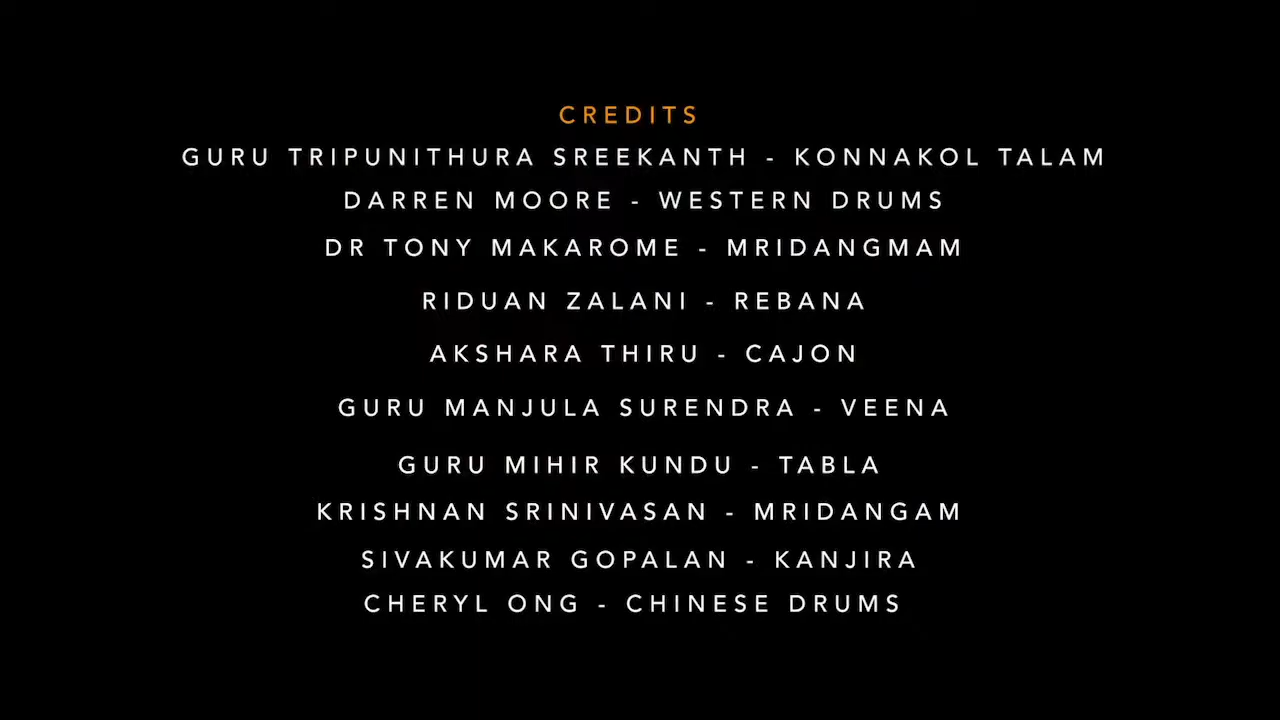 CREDITS
GURU TRIPUNITHURA SREEKANTH - KONNAKOL TALAM
DARREN MOORE - WESTERN DRUMS
DR TONY MAKAROME - MRIDANGMAM
RIDUAN ZALANI - REBANA
AKSHARA THIRU - CAJON
GURU MANJULA SURENDRA - VEENA
GURU MIHIR KUNDU - TABLA
KRISHNAN SRINIVASAN - MRIDANGAM
SIVAKUMAR GOPALAN - KANJIRA
CHERYL ONG - CHINESE DRUMS